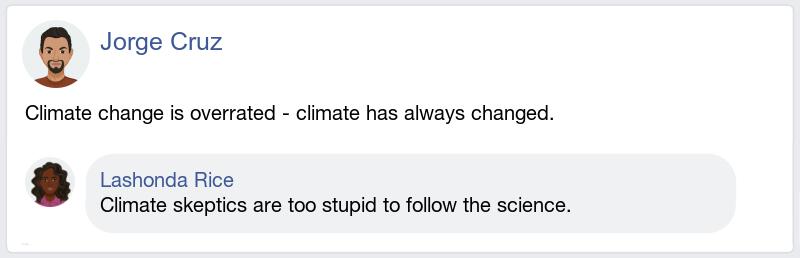 Jorge Cruz
Climate change is overrated - climate has always changed.
Lashonda Rice
Climate skeptics are too stupid to follow the science.